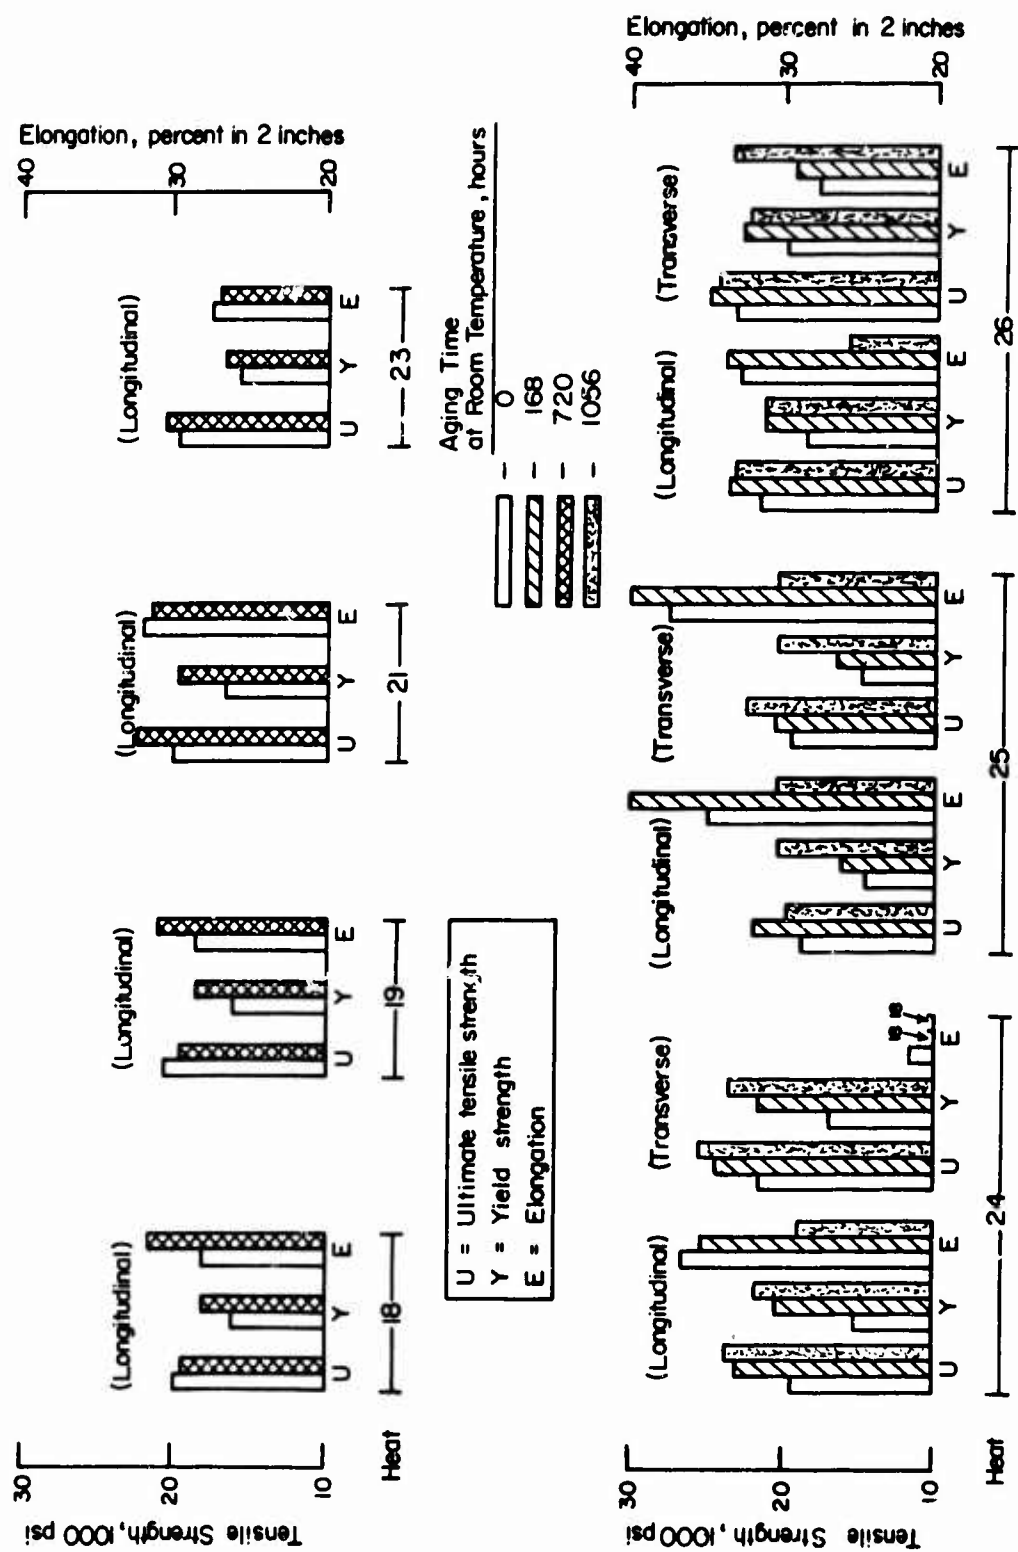 Tensile Strength, 1000 psi
30
20
10
Elongation, percent in 2 inches
40
30
20
(Longitudinal)
(Longitudinal)
(Longitudinal)
(Longitudinal)
U Y E
U Y E
U Y E
U Y E
Heat
18
19
21
23
U = Ultimate tensile strength
Y = Yield strength
E = Elongation
Aging Time
at Room Temperature, hours
— 0
— 168
— 720
— 1056
Tensile Strength, 1000 psi
30
20
10
Elongation, percent in 2 inches
40
30
20
(Longitudinal)
(Transverse)
(Longitudinal)
(Transverse)
(Longitudinal)
(Transverse)
18 18
U Y E
U Y E
U Y E
U Y E
U Y E
U Y E
Heat
24
25
26